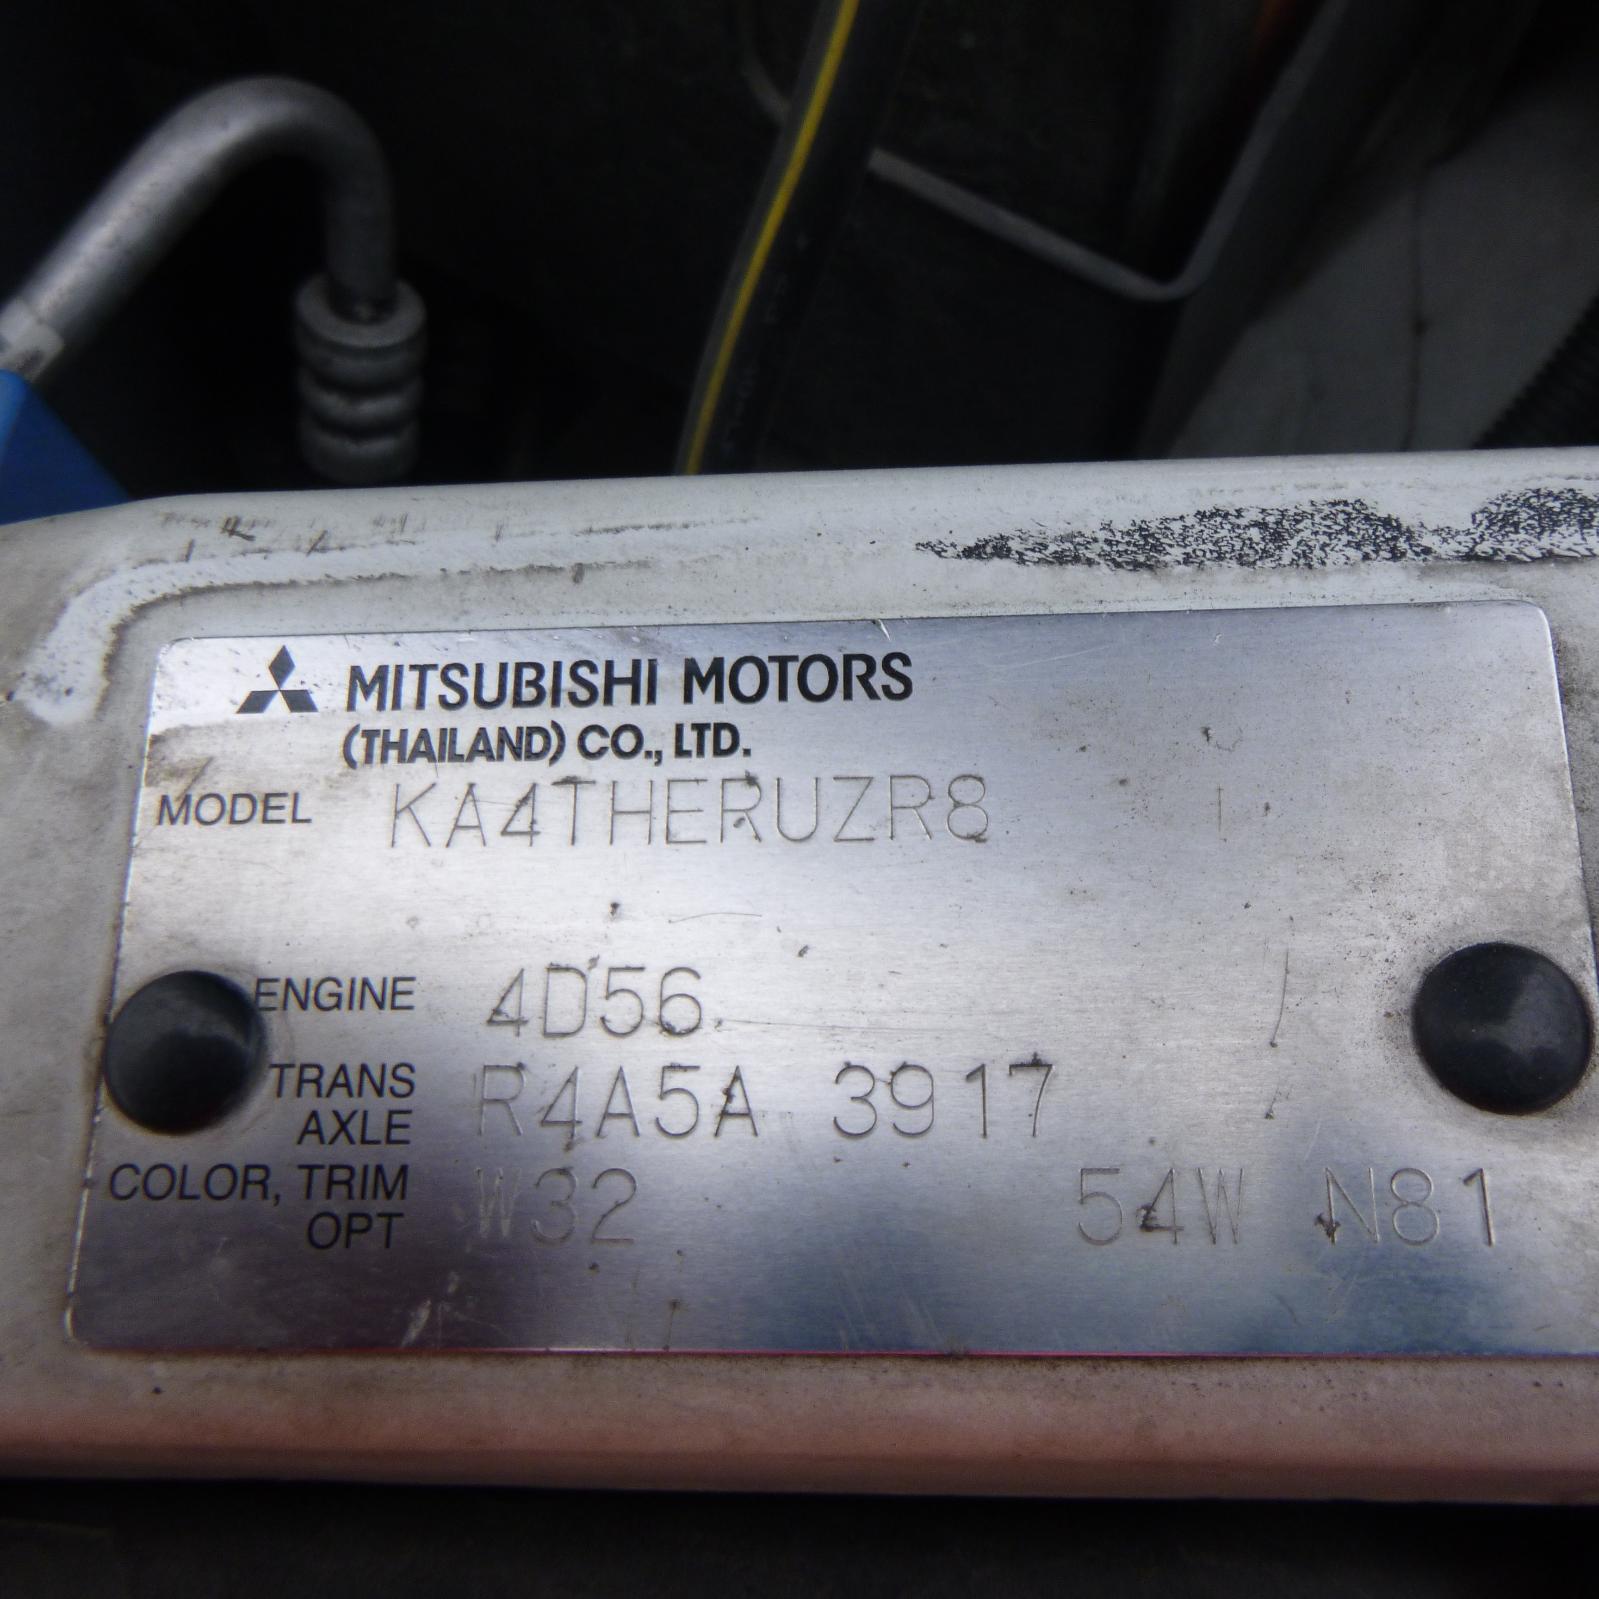 MITSUBISHI MOTORS
(THAILAND) CO., LTD.
MODEL KA4THERUZR8
ENGINE 4D56
TRANS AXLE R4A5A 3917
COLOR, TRIM OPT W32 54W N81